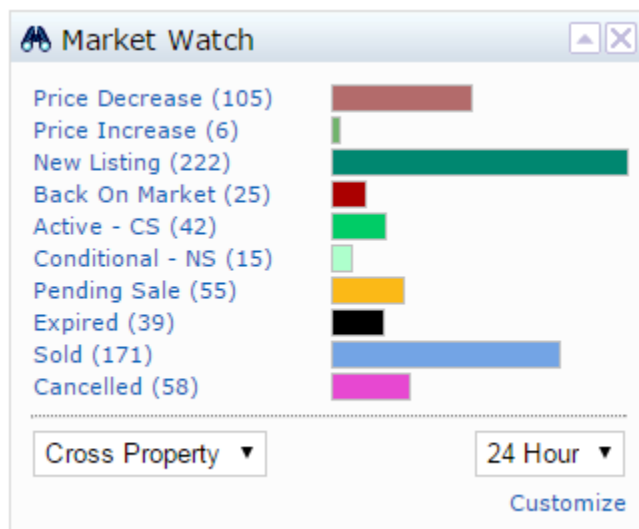 Market Watch
Price Decrease (105)
Price Increase (6)
New Listing (222)
Back On Market (25)
Active - CS (42)
Conditional - NS (15)
Pending Sale (55)
Expired (39)
Sold (171)
Cancelled (58)
Cross Property 24 Hour
Customize